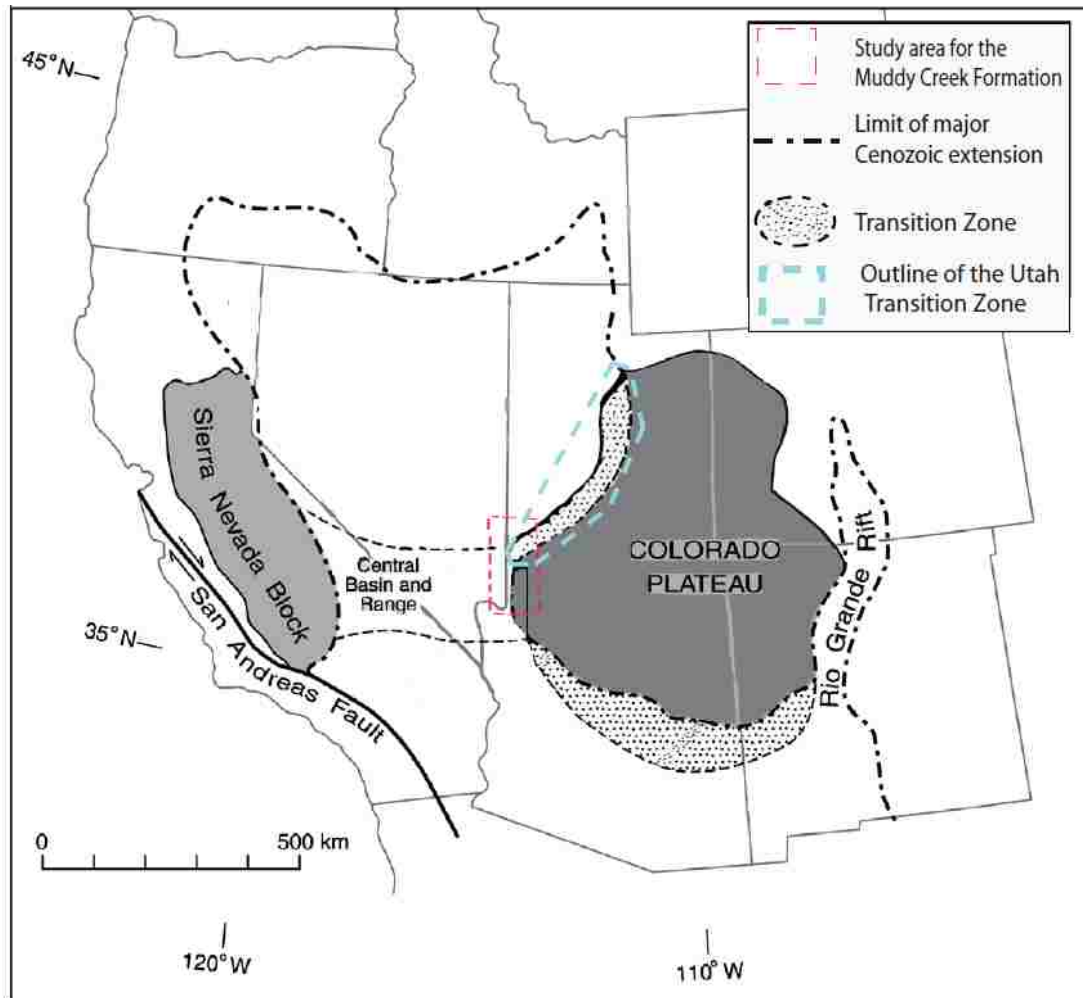 45° N
Study area for the
Muddy Creek Formation
Limit of major
Cenozoic extension
Transition Zone
Outline of the Utah
Transition Zone
Sierra Nevada Block
Central
Basin and
Range
COLORADO
PLATEAU
Rio Grande Rift
35° N
San Andreas Fault
0 500 km
120° W
110° W